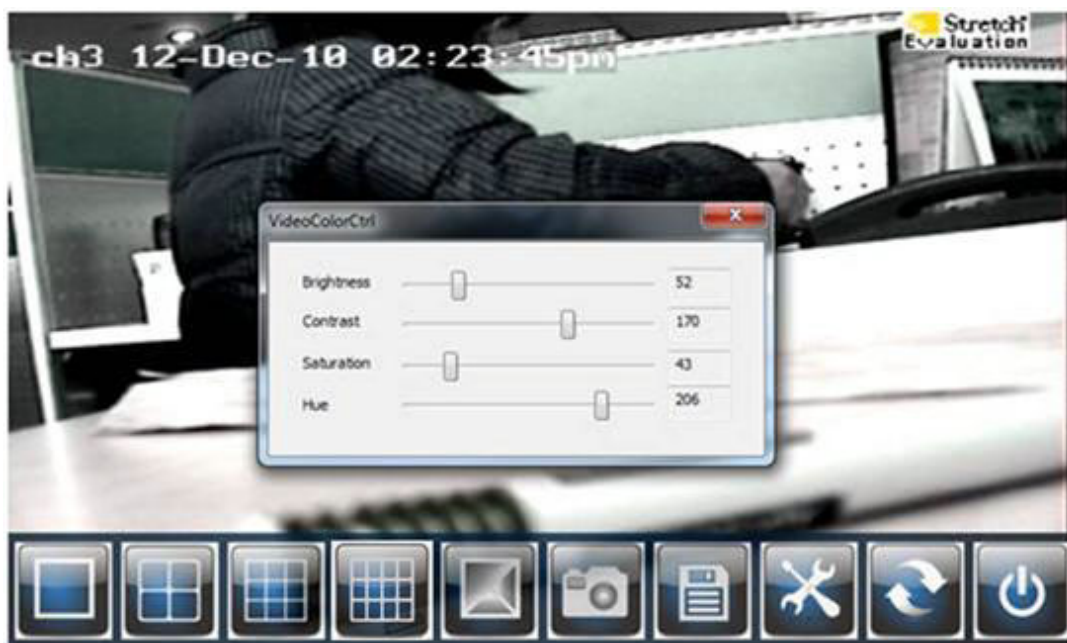 Stretch
Evaluation
ch3 12-Dec-10 02:23:45pm
VideoColorCtrl
Brightness 52
Contrast 170
Saturation 43
Hue 206